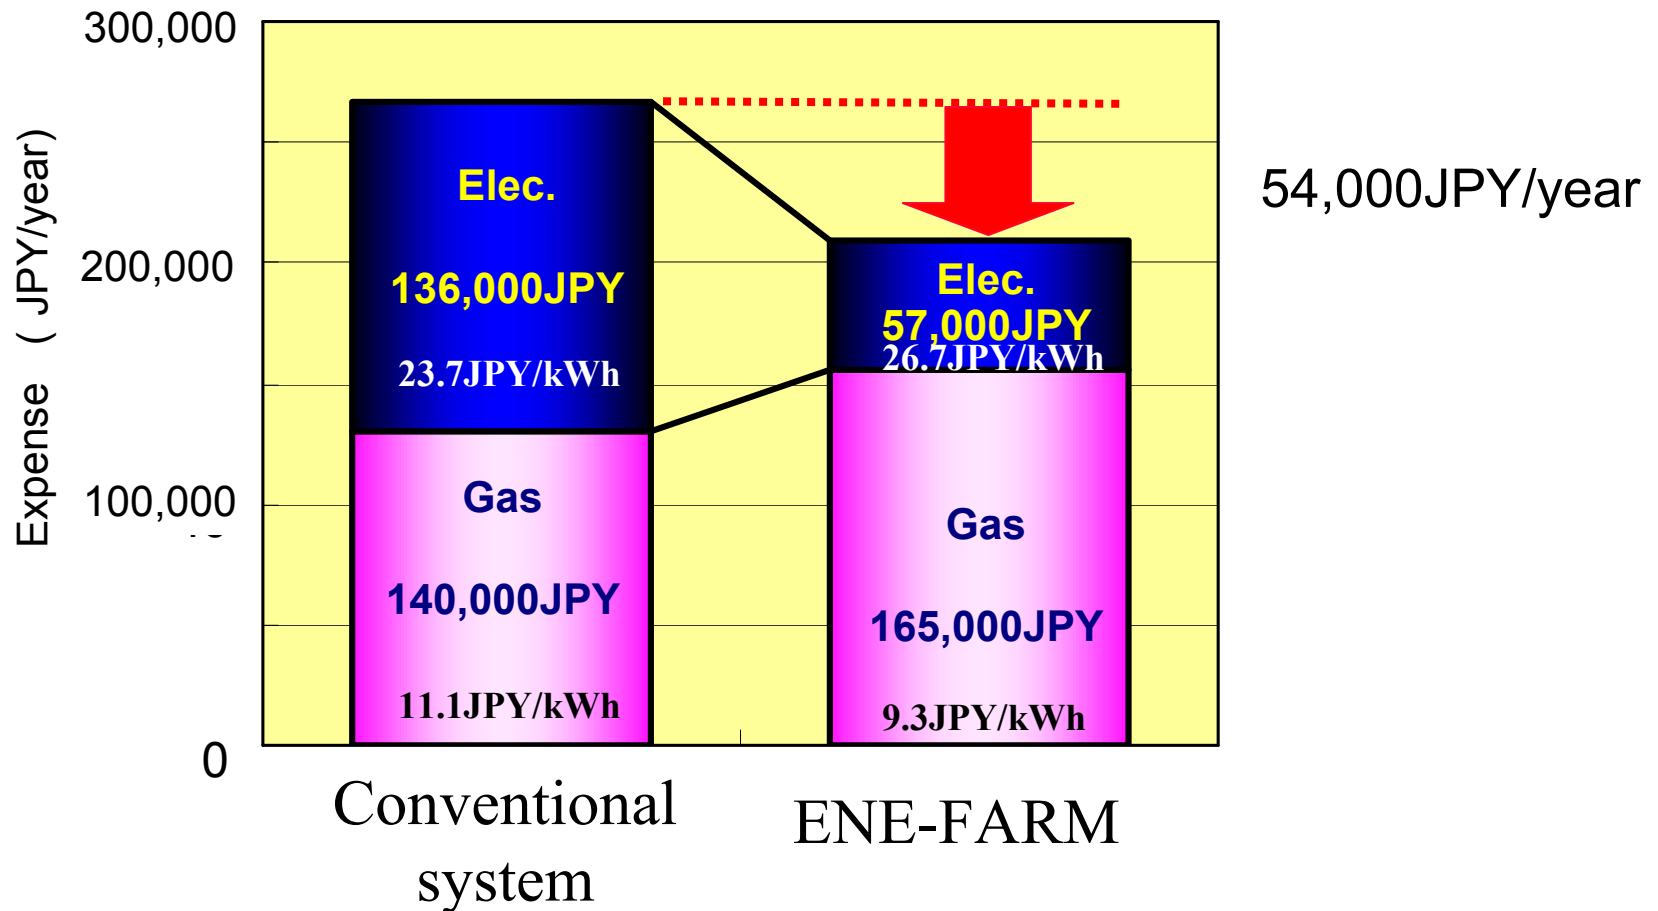 300,000
200,000
100,000
0
Expense ( JPY/year)
Elec.
136,000JPY
23.7JPY/kWh
Gas
140,000JPY
11.1JPY/kWh
Elec.
57,000JPY
26.7JPY/kWh
Gas
165,000JPY
9.3JPY/kWh
54,000JPY/year
Conventional
system
ENE-FARM